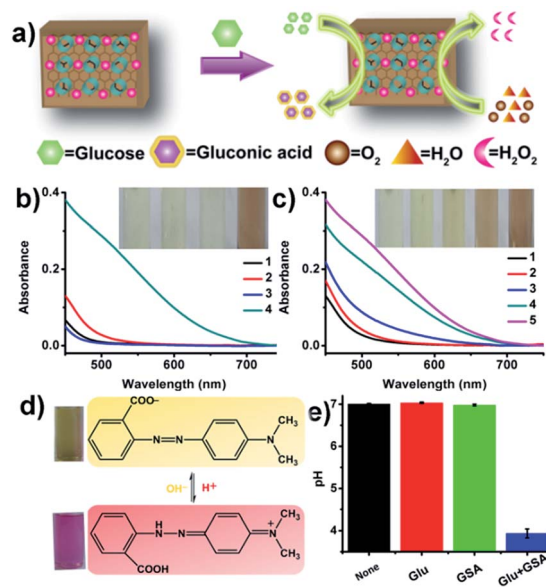 a)
=Glucose =Gluconic acid =O₂ =H₂O =H₂O₂
b)
0.4
0.2
0.0
Absorbance
1
2
3
4
500 600 700
Wavelength (nm)
c)
0.4
0.2
0.0
Absorbance
1
2
3
4
5
500 600 700
Wavelength (nm)
d)
COO⁻
N=N
N
CH₃
CH₃
OH⁻ H⁺
H
N-N
N
+
CH₃
CH₃
COOH
e)
7
6
5
4
pH
None Glu GSA Glu+GSA